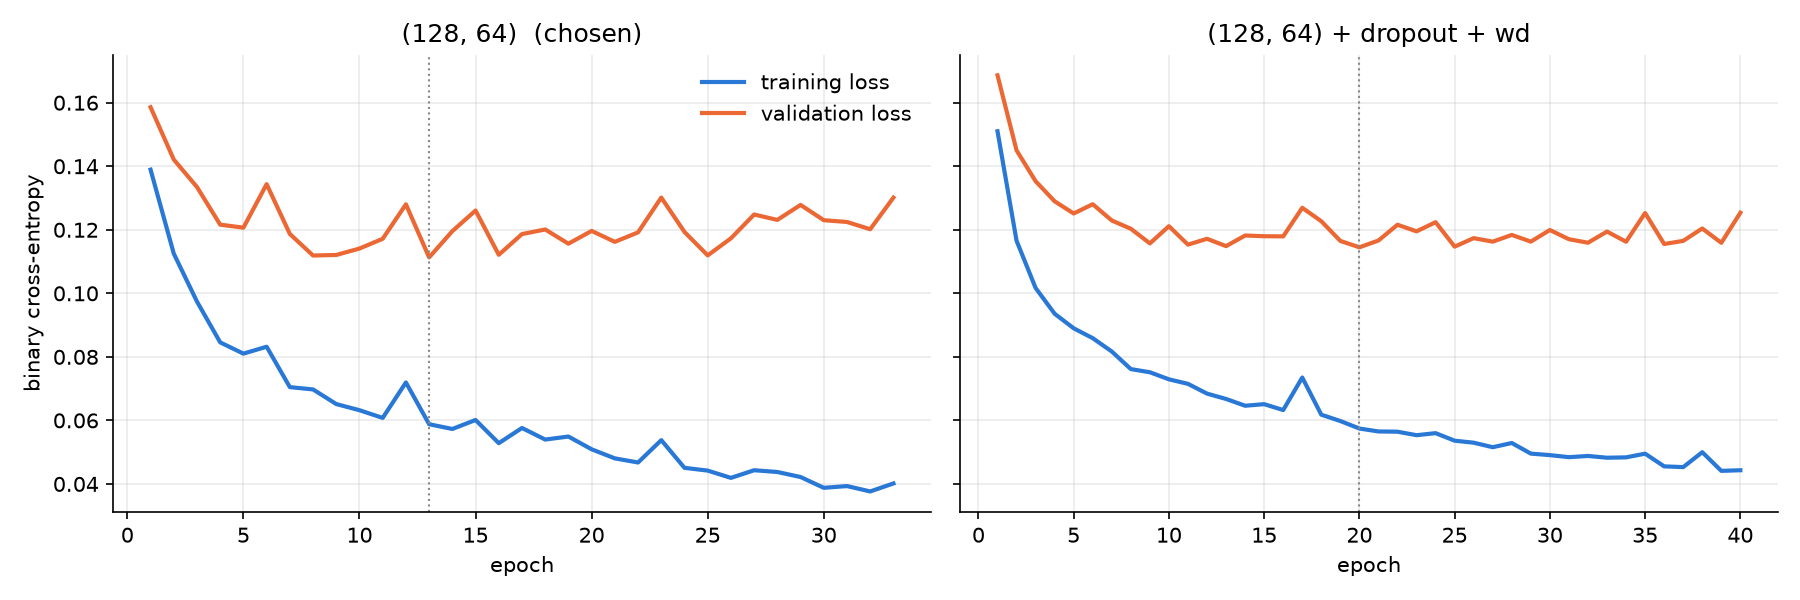 (128, 64)  (chosen)
training loss
validation loss
binary cross-entropy
0.16
0.14
0.12
0.10
0.08
0.06
0.04
0 5 10 15 20 25 30
epoch
(128, 64) + dropout + wd
0 5 10 15 20 25 30 35 40
epoch